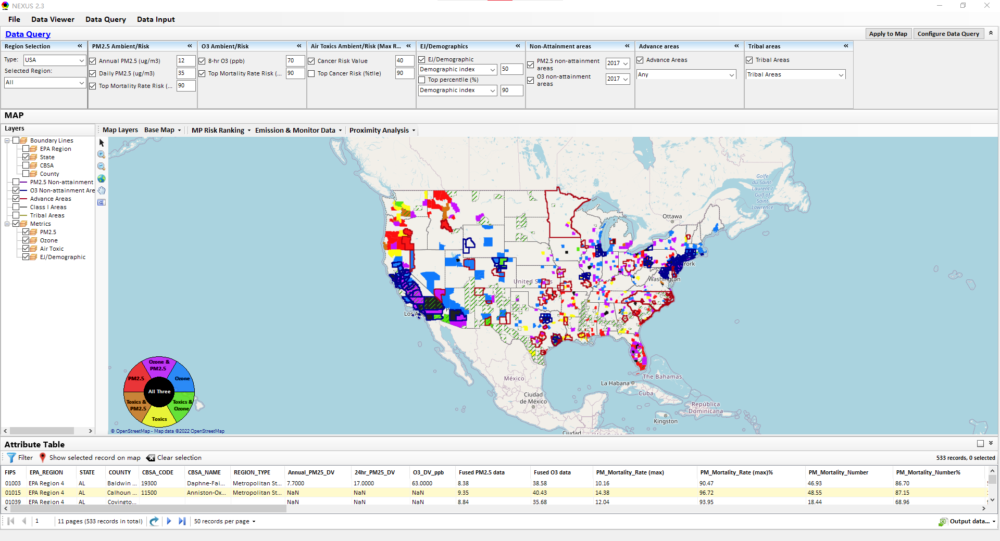 NEXUS 2.3
File Data Viewer Data Query Data Input
Data Query
Apply to Map Configure Data Query
Region Selection
Type: USA
Selected Region:
All
PM2.5 Ambient/Risk
Annual PM2.5 (ug/m3) 12
Daily PM2.5 (ug/m3) 35
Top Mortality Rate Risk (... 90
O3 Ambient/Risk
8-hr O3 (ppb) 70
Top Mortality Rate Risk (... 90
Air Toxics Ambient/Risk (Max R...
Cancer Risk Value 40
Top Cancer Risk (%tile) 90
EJ/Demographics
EJ/Demographic
Demographic index 50
Top percentile (%)
Demographic index 90
Non-Attainment areas
PM2.5 non-attainment areas 2017
O3 non-attainment areas 2017
Advance areas
Advance Areas
Any
Tribal areas
Tribal Areas
Tribal Areas
MAP
Layers
Boundary Lines
EPA Region
State
CBSA
County
PM2.5 Non-attainment
O3 Non-attainment Are
Advance Areas
Class I Areas
Tribal Areas
Metrics
PM2.5
Ozone
Air Toxic
EJ/Demographic
Map Layers Base Map MP Risk Ranking Emission & Monitor Data Proximity Analysis
Golfe
du Saint-
Laurent /
Gulf of
Saint
Lawrence
Ottawa
York
Washington
United States
Los A
P
The Bahamas
La Habana
México
Cuba
Ciudad
de México
República
Dominicana
Kingston
Ciudad
Honduras
Ozone &
PM2.5
PM2.5
Ozone
All Three
Toxics &
PM2.5
Toxics &
Ozone
Toxics
© OpenStreetMap - Map data ©2022 OpenStreetMap
Attribute Table
Filter Show selected record on map Clear selection
533 records, 0 selected
FIPS EPA_REGION STATE COUNTY CBSA_CODE CBSA_NAME REGION_TYPE Annual_PM25_DV 24hr_PM25_DV O3_DV_ppb Fused PM2.5 data Fused O3 data PM_Mortality_Rate (max) PM_Mortality_Rate (max)% PM_Mortality_Number PM_Mortality_Number%
01003 EPA Region 4 AL Baldwin ... 19300 Daphne-Fai... Metropolitan St... 7.7000 17.0000 63.0000 8.38 38.58 10.16 90.47 46.93 86.70
01015 EPA Region 4 AL Calhoun ... 11500 Anniston-Ox... Metropolitan St... NaN NaN NaN 9.35 40.43 14.38 96.72 48.55 87.15
01039 EPA Region 4 AL Covingto... NaN NaN NaN 8.84 35.68 12.04 93.95 18.44 68.96
1 11 pages (533 records in total) 50 records per page
Output data...